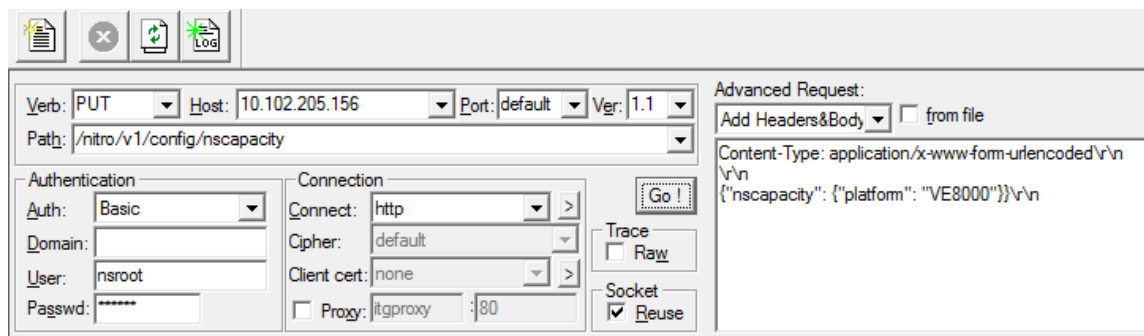 LOG
Verb: PUT Host: 10.102.205.156 Port: default Ver: 1.1
Path: /nitro/v1/config/nscapacity
Authentication
Auth: Basic
Domain:
User: nsroot
Passwd: ******
Connection
Connect: http >
Cipher: default
Client cert: none >
Proxy: itgproxy : 80
Go !
Trace
Raw
Socket
Reuse
Advanced Request:
Add Headers&Body from file
Content-Type: application/x-www-form-urlencoded\r\n
\r\n
{"nscapacity": {"platform": "VE8000"}}\r\n